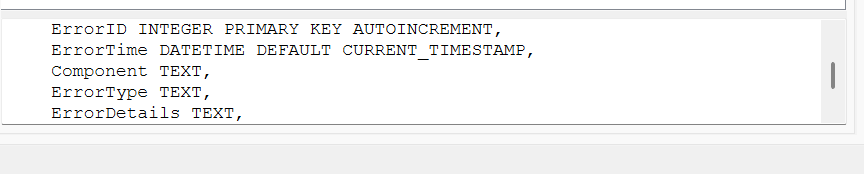 ErrorID INTEGER PRIMARY KEY AUTOINCREMENT,
ErrorTime DATETIME DEFAULT CURRENT_TIMESTAMP,
Component TEXT,
ErrorType TEXT,
ErrorDetails TEXT,